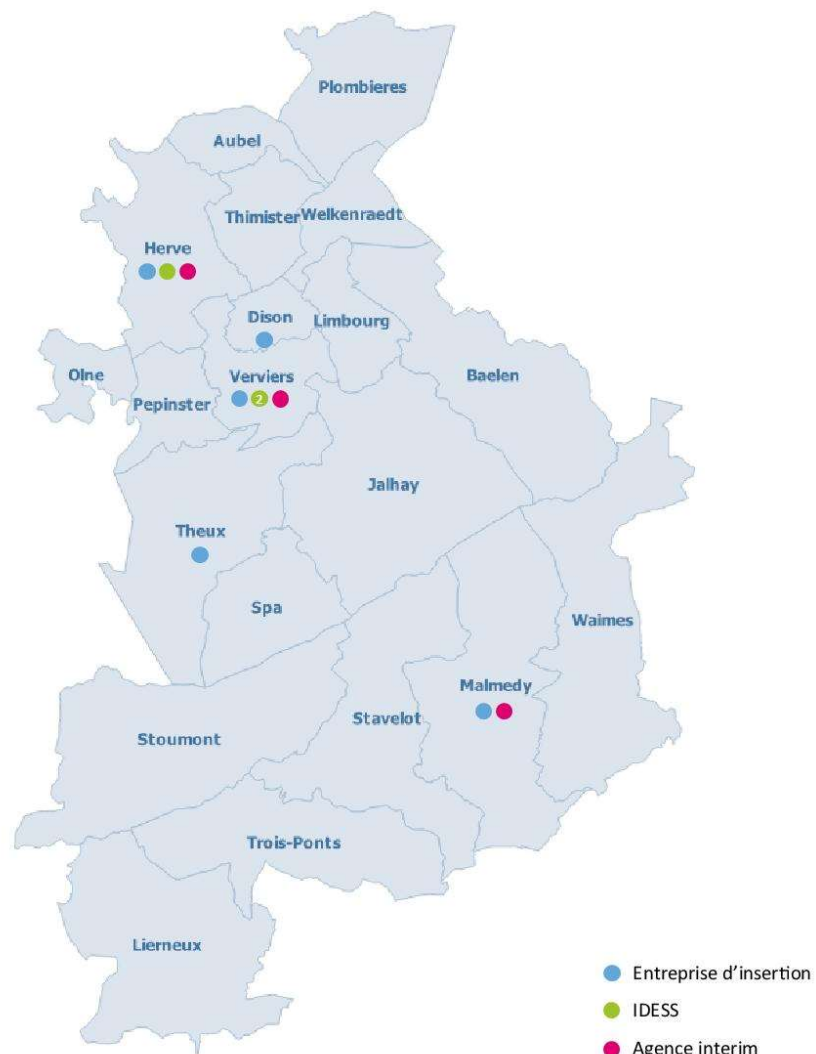 Plombieres
Aubel
Thimister
Welkenraedt
Herve
Dison
Limbourg
Olne
Pepinster
Verviers
2
Baelen
Jalhay
Theux
Spa
Waimes
Malmedy
Stavelot
Stoumont
Trois-Ponts
Lierneux
Entreprise d'insertion
IDESS
Agence interim